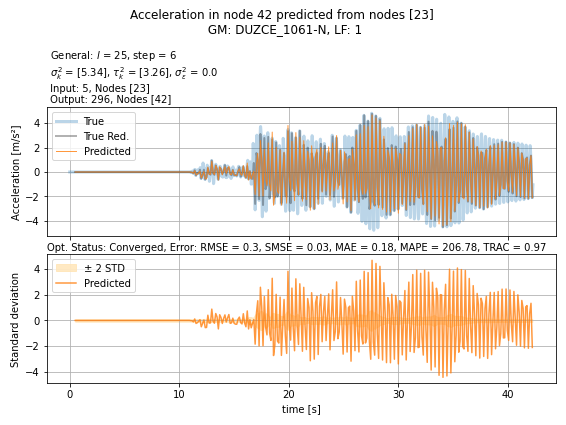 Acceleration in node 42 predicted from nodes [23]
GM: DUZCE_1061-N, LF: 1
General: l = 25, step = 6
σ²ₖ = [5.34], τ²ₖ = [3.26], σ²ε = 0.0
Input: 5, Nodes [23]
Output: 296, Nodes [42]
Acceleration [m/s²]
4
2
0
−2
−4
True
True Red.
Predicted
Opt. Status: Converged, Error: RMSE = 0.3, SMSE = 0.03, MAE = 0.18, MAPE = 206.78, TRAC = 0.97
Standard deviation
4
2
0
−2
−4
± 2 STD
Predicted
0 10 20 30 40
time [s]